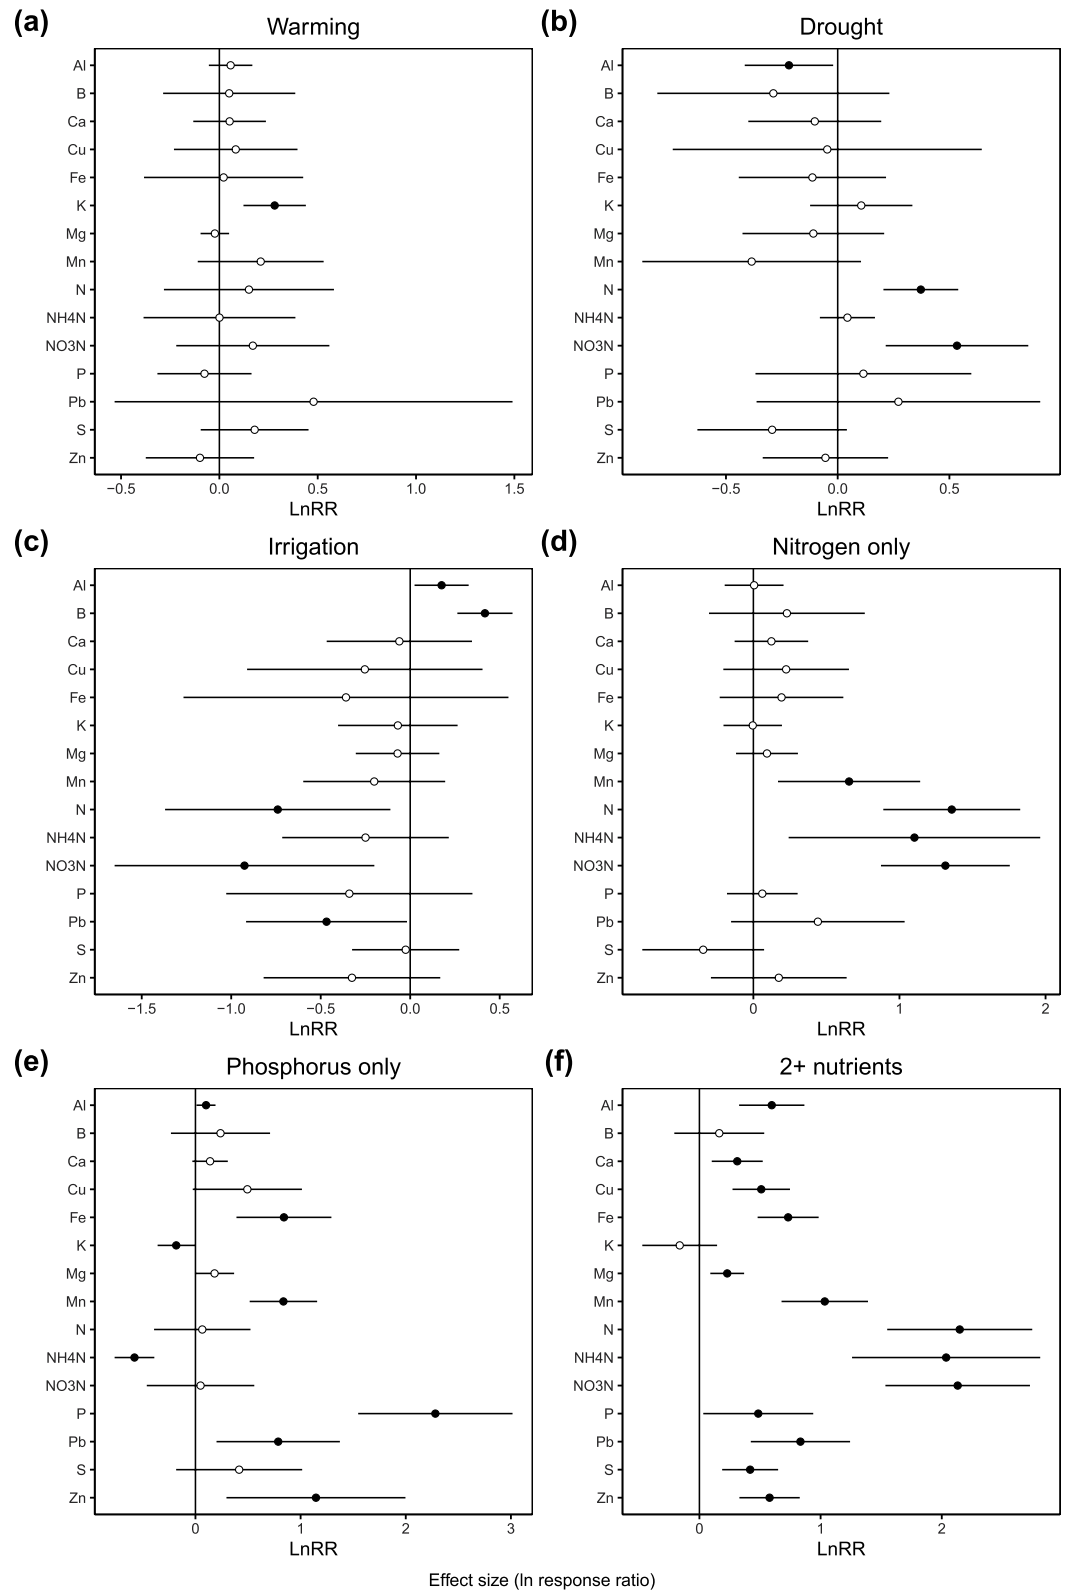 (a) Warming
Al
B
Ca
Cu
Fe
K
Mg
Mn
N
NH4N
NO3N
P
Pb
S
Zn
−0.5 0.0 0.5 1.0 1.5
LnRR
(b) Drought
Al
B
Ca
Cu
Fe
K
Mg
Mn
N
NH4N
NO3N
P
Pb
S
Zn
−0.5 0.0 0.5
LnRR
(c) Irrigation
Al
B
Ca
Cu
Fe
K
Mg
Mn
N
NH4N
NO3N
P
Pb
S
Zn
−1.5 −1.0 −0.5 0.0 0.5
LnRR
(d) Nitrogen only
Al
B
Ca
Cu
Fe
K
Mg
Mn
N
NH4N
NO3N
P
Pb
S
Zn
0 1 2
LnRR
(e) Phosphorus only
Al
B
Ca
Cu
Fe
K
Mg
Mn
N
NH4N
NO3N
P
Pb
S
Zn
0 1 2 3
LnRR
(f) 2+ nutrients
Al
B
Ca
Cu
Fe
K
Mg
Mn
N
NH4N
NO3N
P
Pb
S
Zn
0 1 2
LnRR
Effect size (ln response ratio)